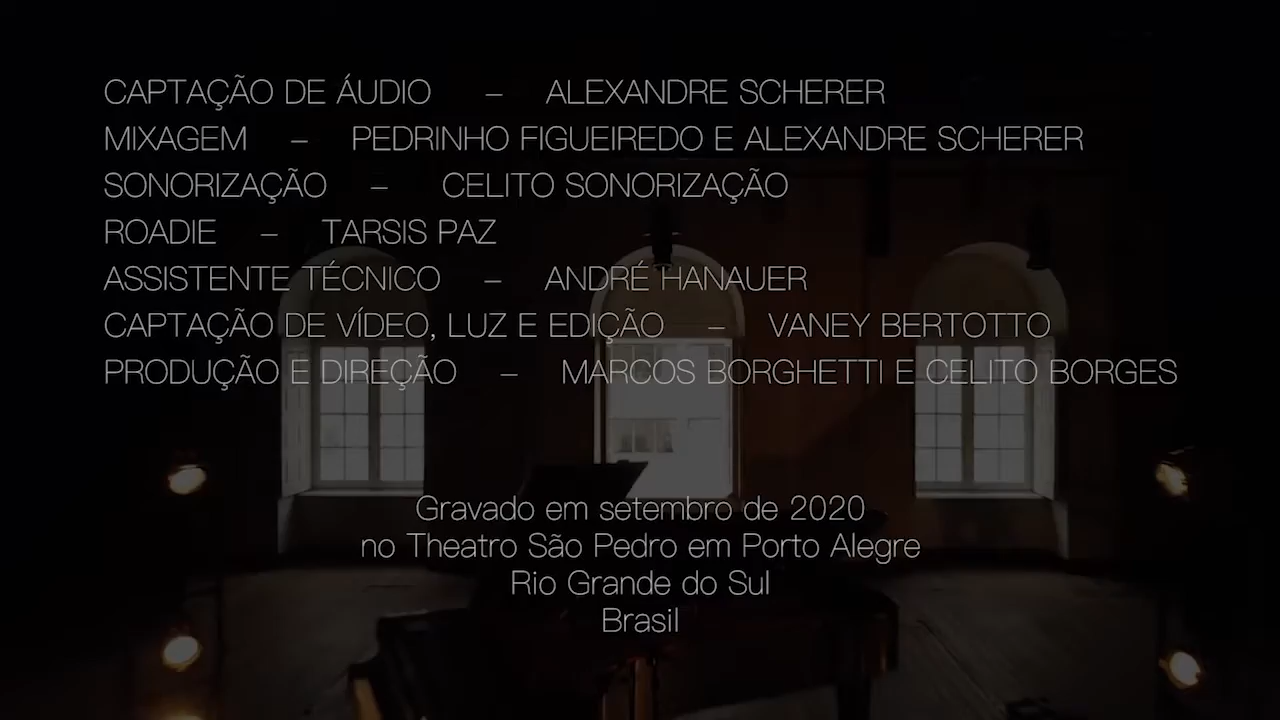 CAPTAÇÃO DE ÁUDIO – ALEXANDRE SCHERER
MIXAGEM – PEDRINHO FIGUEIREDO E ALEXANDRE SCHERER
SONORIZAÇÃO – CELITO SONORIZAÇÃO
ROADIE – TARSIS PAZ
ASSISTENTE TÉCNICO – ANDRÉ HANAUER
CAPTAÇÃO DE VÍDEO, LUZ E EDIÇÃO – VANEY BERTOTTO
PRODUÇÃO E DIREÇÃO – MARCOS BORGHETTI E CELITO BORGES
Gravado em setembro de 2020
no Theatro São Pedro em Porto Alegre
Rio Grande do Sul
Brasil